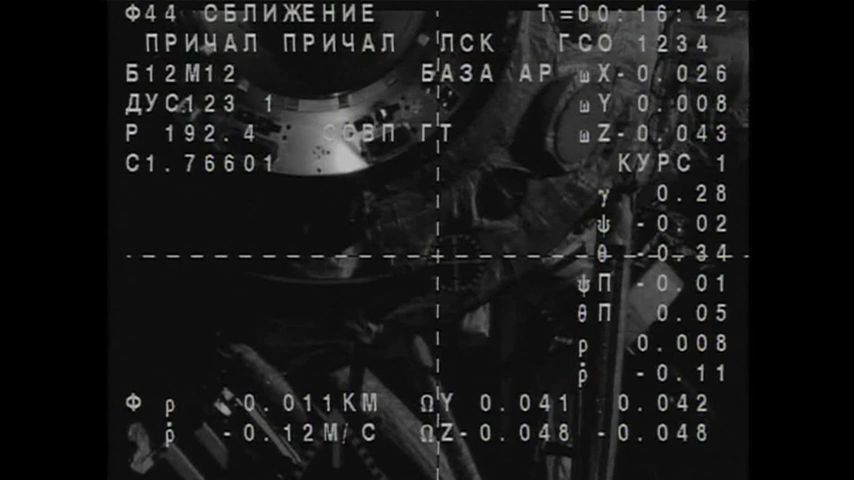 Ф44 СБЛИЖЕНИЕ T=00:16:42
ПРИЧАЛ ПРИЧАЛ ЛСК ГСО 1234
Б12М12 БАЗА АР ωX-0.026
ДУС123 1 ωY 0.008
Р 192.4 ССВП ГТ ωZ-0.043
С1.76601 КУРС 1
γ 0.28
ψ -0.02
θ -0.34
ψП -0.01
θП 0.05
ρ 0.008
ρ̇ -0.11
Ф ρ 0.011КМ ΩY 0.041 0.042
ρ̇ -0.12М/С ΩZ-0.048 -0.048